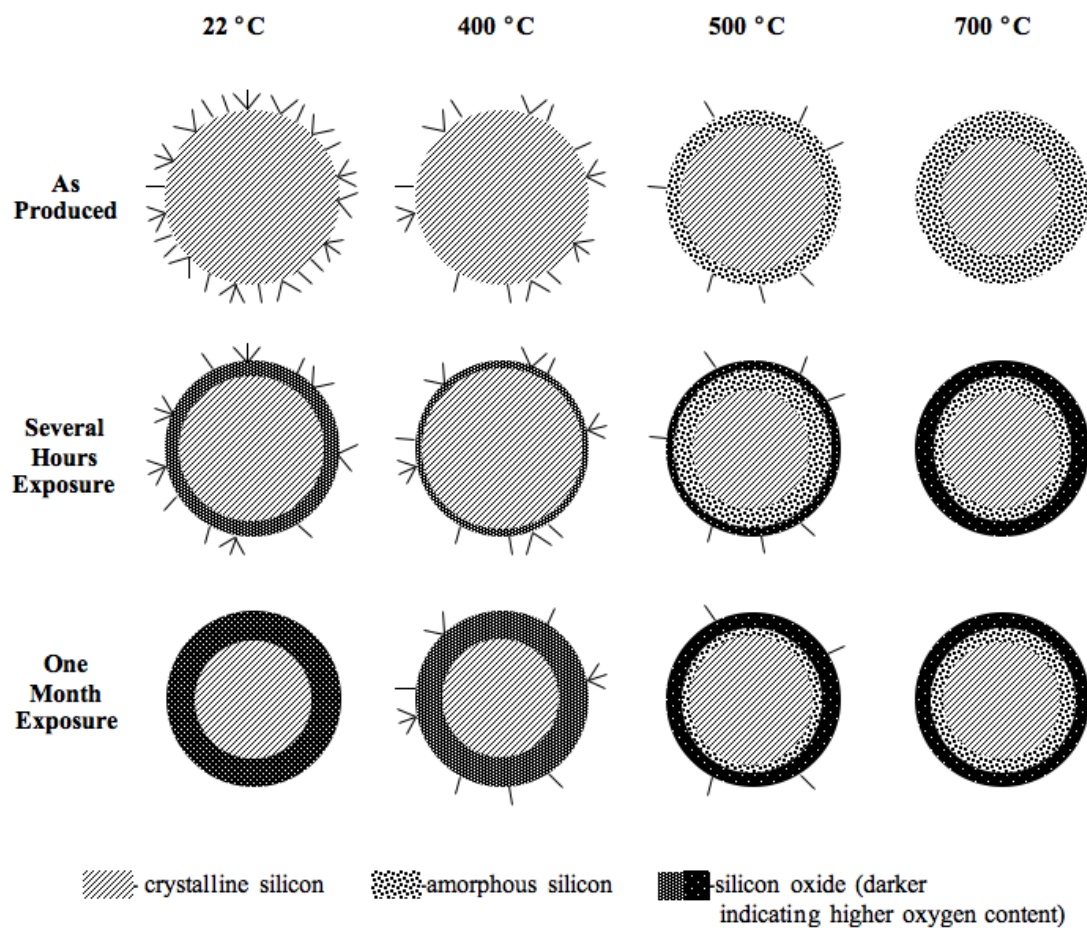 22 °C 400 °C 500 °C 700 °C
As
Produced
Several
Hours
Exposure
One
Month
Exposure
- crystalline silicon -amorphous silicon -silicon oxide (darker
indicating higher oxygen content)